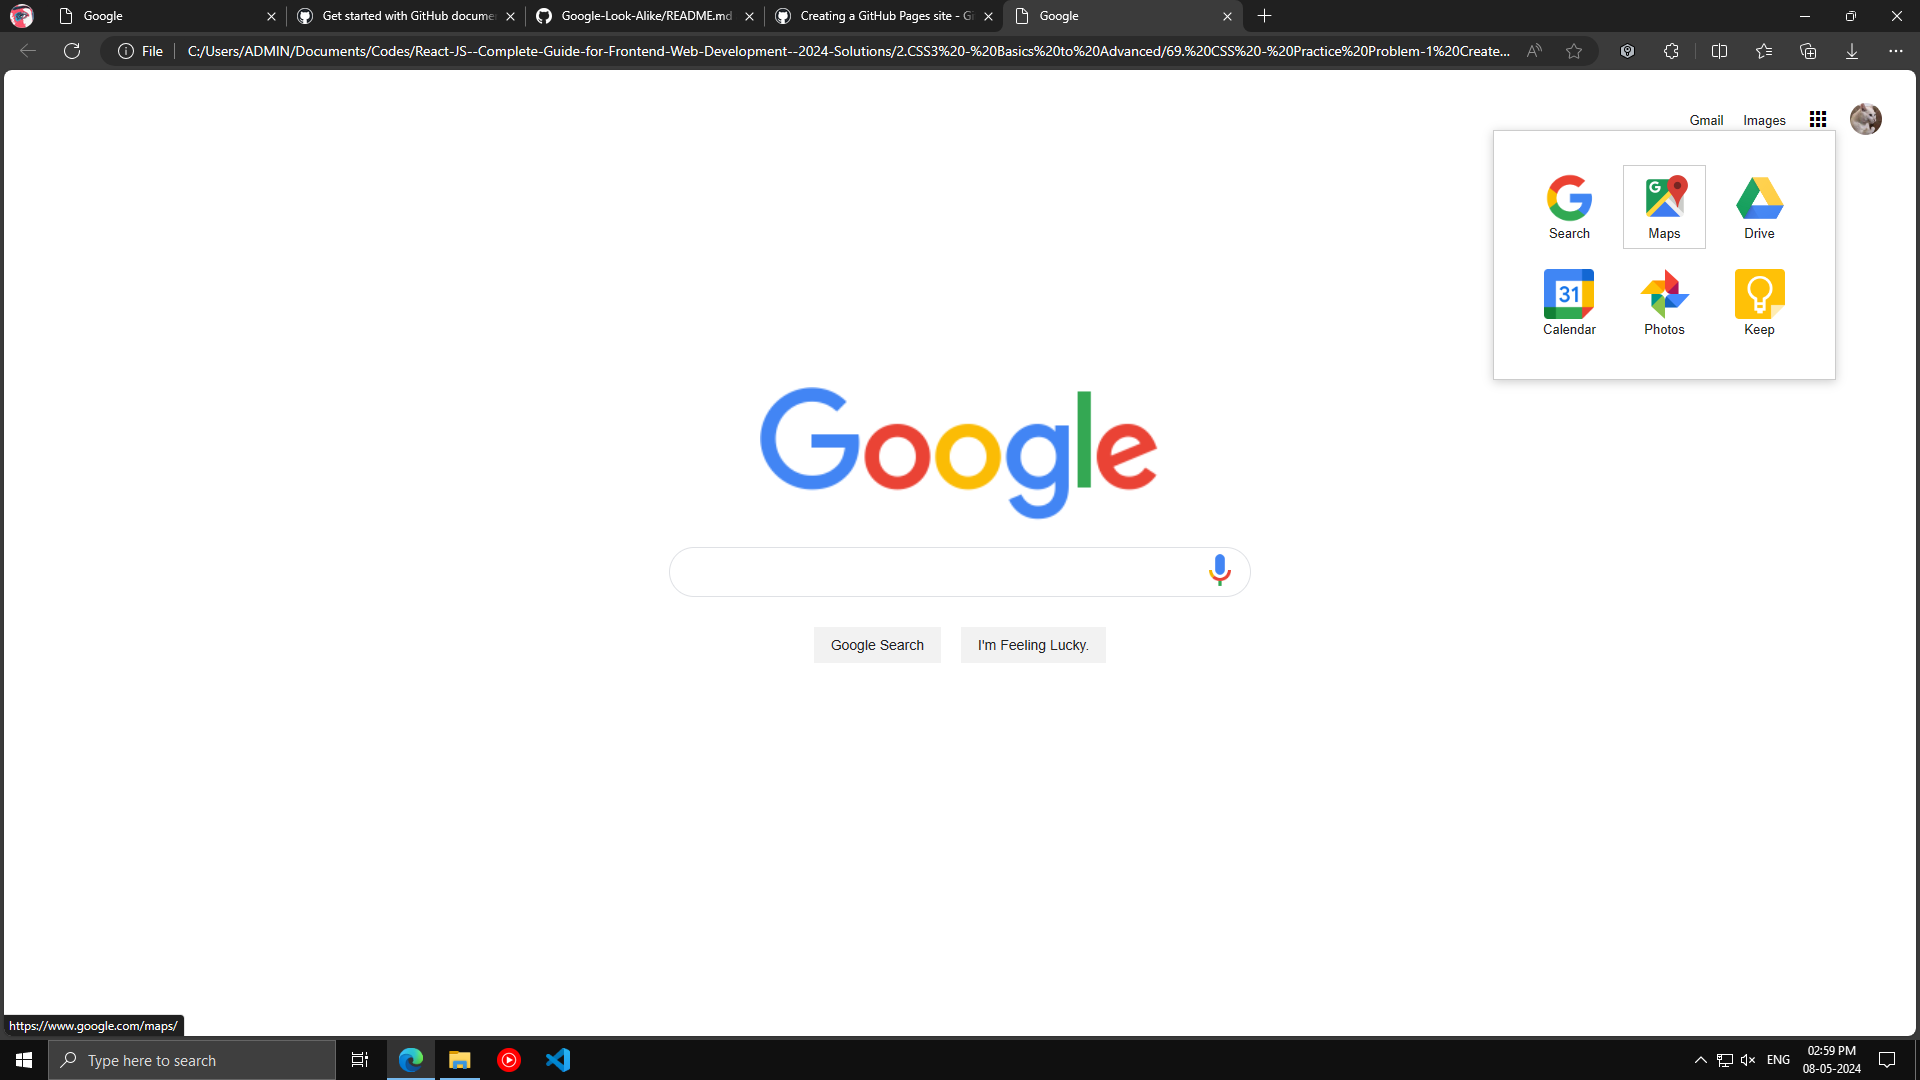 Google
Get started with GitHub documen
Google-Look-Alike/README.md
Creating a GitHub Pages site - Gi
Google
File
C:/Users/ADMIN/Documents/Codes/React-JS--Complete-Guide-for-Frontend-Web-Development--2024-Solutions/2.CSS3%20-%20Basics%20to%20Advanced/69.%20CSS%20-%20Practice%20Problem-1%20Create...
Gmail
Images
Search
Maps
Drive
31
Calendar
Photos
Keep
Google
Google Search
I'm Feeling Lucky.
https://www.google.com/maps/
Type here to search
ENG
02:59 PM
08-05-2024